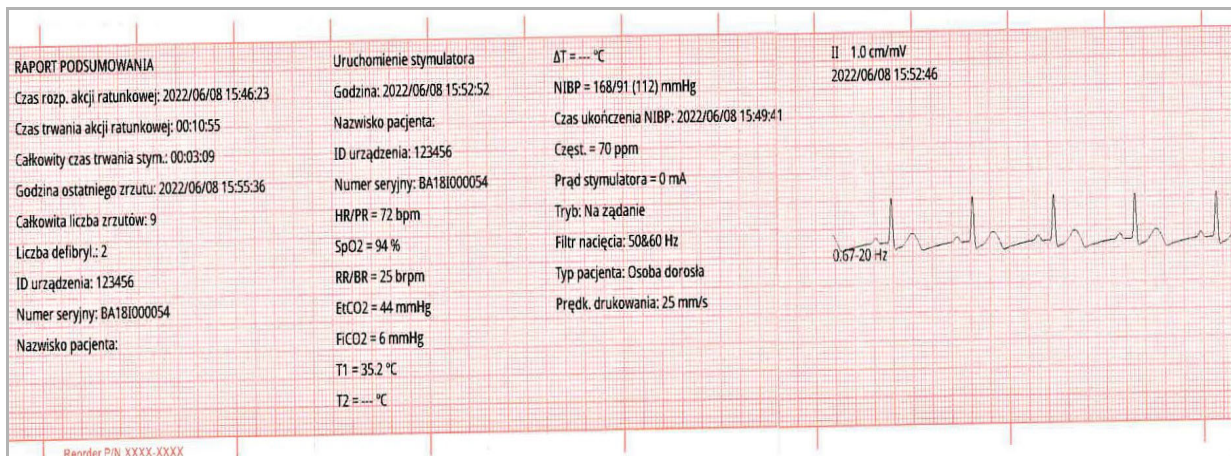 RAPORT PODSUMOWANIA
Czas rozp. akcji ratunkowej: 2022/06/08 15:46:23
Czas trwania akcji ratunkowej: 00:10:55
Całkowity czas trwania stym.: 00:03:09
Godzina ostatniego zrzutu: 2022/06/08 15:55:36
Całkowita liczba zrzutów: 9
Liczba defibryl.: 2
ID urządzenia: 123456
Numer seryjny: BA18I000054
Nazwisko pacjenta:
Uruchomienie stymulatora
Godzina: 2022/06/08 15:52:52
Nazwisko pacjenta:
ID urządzenia: 123456
Numer seryjny: BA18I000054
HR/PR = 72 bpm
SpO2 = 94 %
RR/BR = 25 brpm
EtCO2 = 44 mmHg
FiCO2 = 6 mmHg
T1 = 35.2 °C
T2 = --- °C
ΔT = --- °C
NIBP = 168/91 (112) mmHg
Czas ukończenia NIBP: 2022/06/08 15:49:41
Częst. = 70 ppm
Prąd stymulatora = 0 mA
Tryb: Na żądanie
Filtr nacięcia: 50&60 Hz
Typ pacjenta: Osoba dorosła
Prędk. drukowania: 25 mm/s
II 1.0 cm/mV
2022/06/08 15:52:46
0.67-20 Hz
Reorder P/N XXXX-XXXX